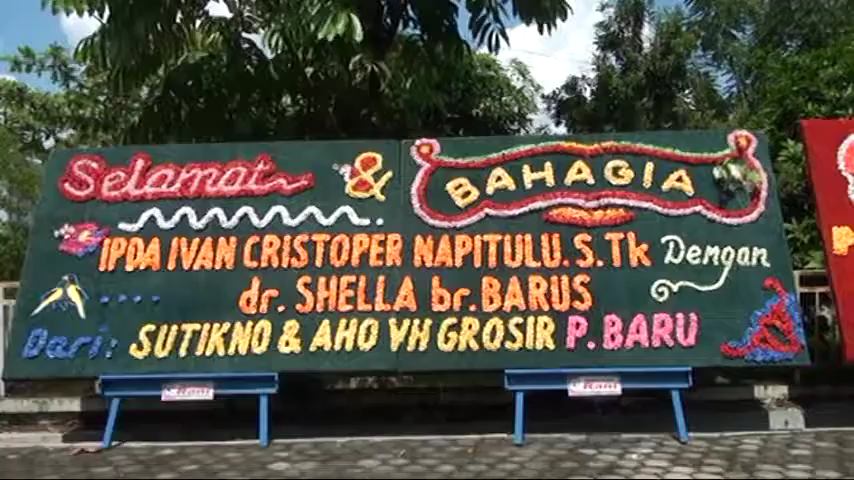 Selamat & BAHAGIA
IPDA IVAN CRISTOPER NAPITULU. S. Tk Dengan
dr. SHELLA br. BARUS
Dari: SUTIKNO & AHO VH GROSIR P. BARU